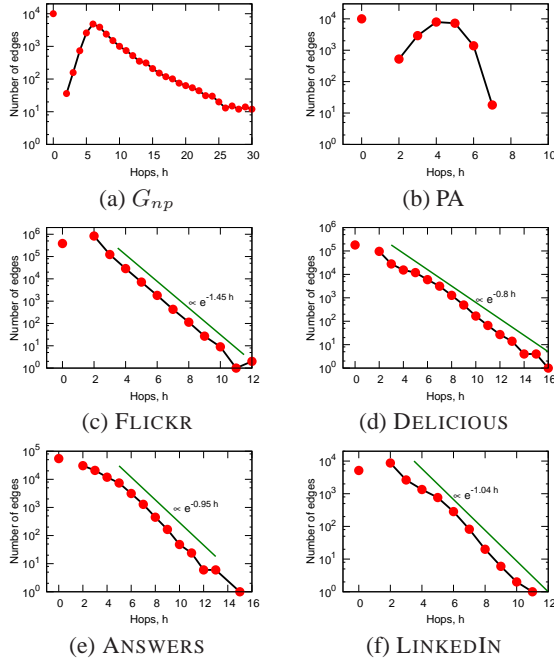 Number of edges
10^4
10^3
10^2
10^1
10^0
0 5 10 15 20 25 30
Hops, h
(a) G_{np}
Number of edges
10^4
10^3
10^2
10^1
10^0
0 2 4 6 8 10
Hops, h
(b) PA
Number of edges
10^6
10^5
10^4
10^3
10^2
10^1
10^0
∝ e^{-1.45 h}
0 2 4 6 8 10 12
Hops, h
(c) FLICKR
Number of edges
10^6
10^5
10^4
10^3
10^2
10^1
10^0
∝ e^{-0.8 h}
0 2 4 6 8 10 12 14 16
Hops, h
(d) DELICIOUS
Number of edges
10^5
10^4
10^3
10^2
10^1
10^0
∝ e^{-0.95 h}
0 2 4 6 8 10 12 14 16
Hops, h
(e) ANSWERS
Number of edges
10^4
10^3
10^2
10^1
10^0
∝ e^{-1.04 h}
0 2 4 6 8 10 12
Hops, h
(f) LINKEDIN